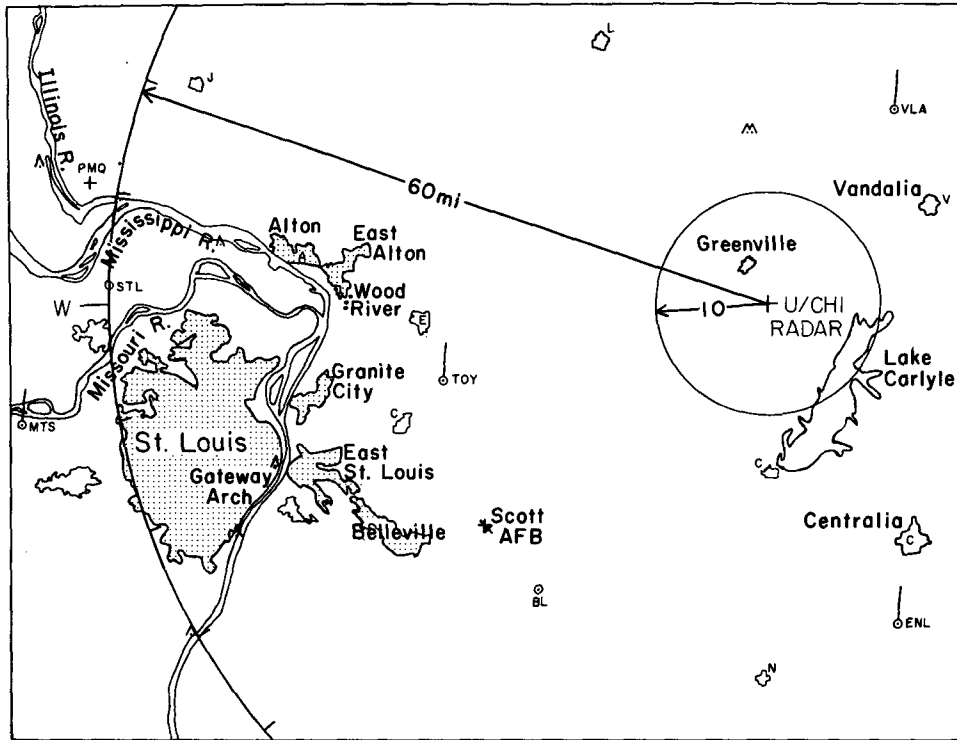 L
J
Illinois R.
VLA
60mi
PMQ
Vandalia
V
Mississippi R.
Alton
A
East
Alton
Greenville
STL
W
Wood
River
E
10
U/CHI
RADAR
Missouri R.
Lake
Carlyle
TOY
Granite
City
C
MTS
St. Louis
East
St. Louis
Gateway
Arch
C
Scott
AFB
Belleville
Centralia
C
BL
ENL
N